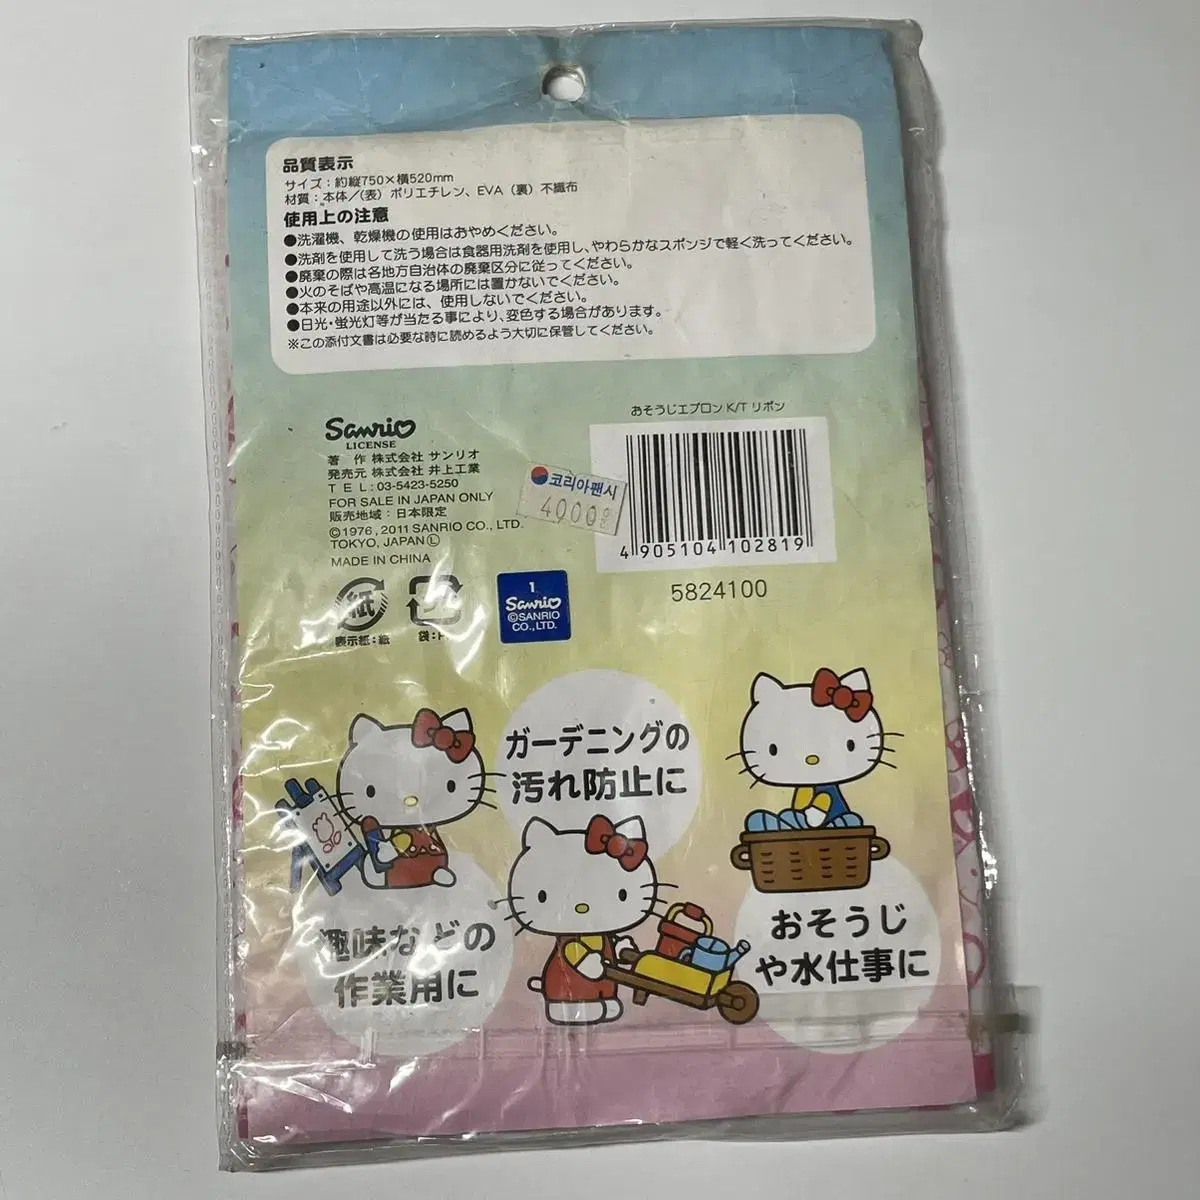 品質表示
サイズ：約縦750×横520mm
材質：本体／（表）ポリエチレン、EVA（裏）不織布
使用上の注意
●洗濯機、乾燥機の使用はおやめください。
●洗剤を使用して洗う場合は食器用洗剤を使用し、やわらかなスポンジで軽く洗ってください。
●廃棄の際は各地方自治体の廃棄区分に従ってください。
●火のそばや高温になる場所には置かないでください。
●本来の用途以外には、使用しないでください。
●日光・蛍光灯等が当たる事により、変色する場合があります。
※この添付文書は必要な時に読めるよう大切に保管してください。
おそうじエプロン K/T リボン
Sanrio
LICENSE
著　作 株式会社 サンリオ
発売元 株式会社 井上工業
TEL:03-5423-5250
FOR SALE IN JAPAN ONLY
販売地域：日本限定
©1976, 2011 SANRIO CO., LTD.
TOKYO, JAPAN Ⓛ
MADE IN CHINA
코리아팬시
4000원
4 905104 102819
5824100
紙
表示紙：紙
袋：
1
Sanrio
©SANRIO
CO., LTD.
ガーデニングの
汚れ防止に
趣味などの
作業用に
おそうじ
や水仕事に